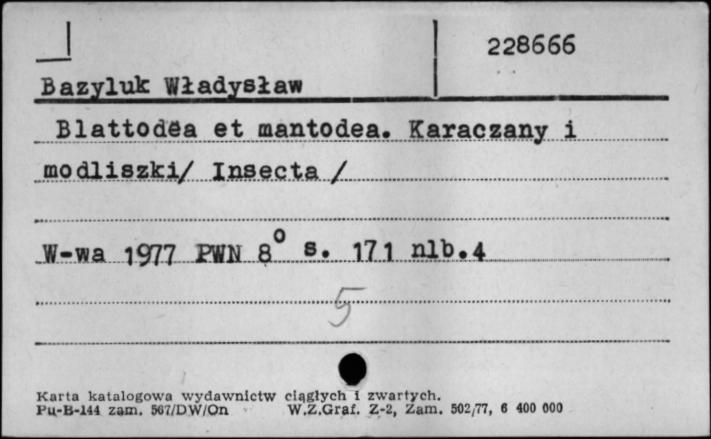 228666
Bazyluk Władysław
Blattodea et mantodea. Karaczany i
modliszki/ Insecta /
W-wa 1977 PWN 8° s. 171 nlb.4
5
Karta katalogowa wydawnictw ciągłych i zwartych.
Pu-B-144 zam. 567/DW/On W.Z.Graf. Z-2, Zam. 502/77, 6 400 000